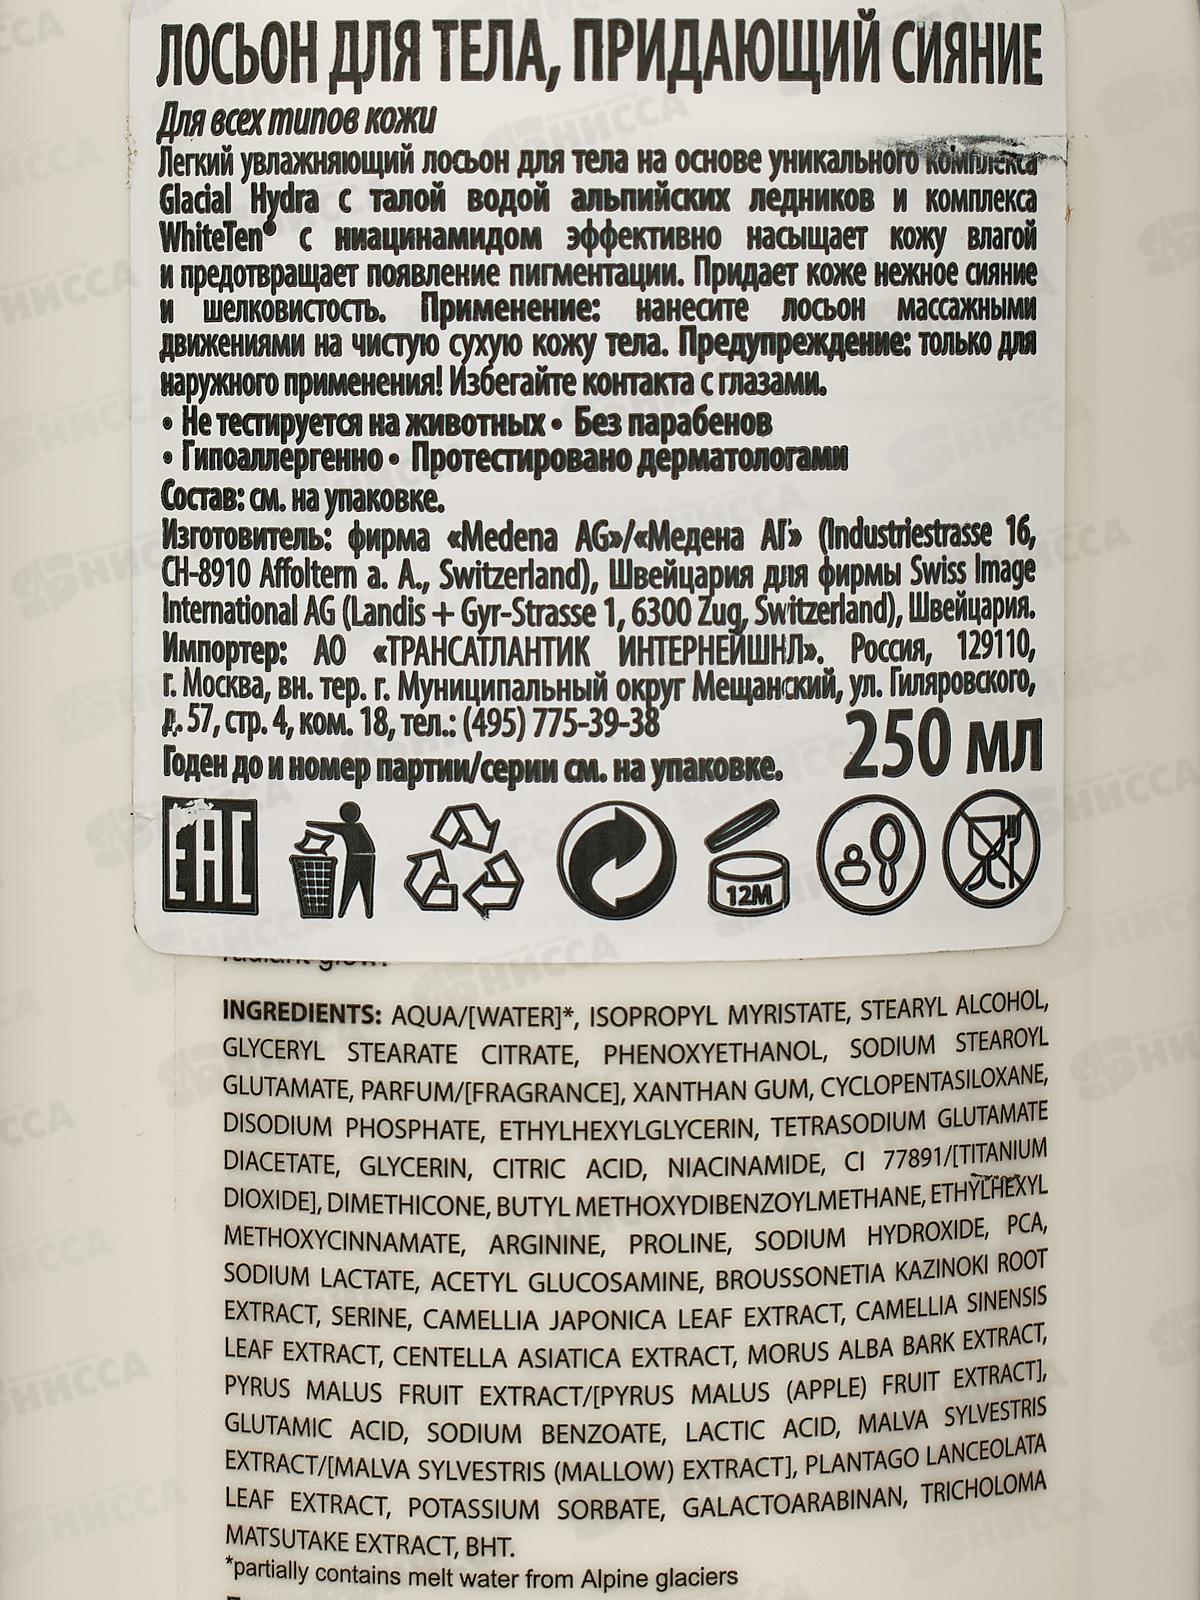 ЛОСЬОН ДЛЯ ТЕЛА, ПРИДАЮЩИЙ СИЯНИЕ
Для всех типов кожи
Легкий увлажняющий лосьон для тела на основе уникального комплекса
Glacial Hydra с талой водой альпийских ледников и комплекса
WhiteTen® с ниацинамидом эффективно насыщает кожу влагой
и предотвращает появление пигментации. Придает коже нежное сияние
и шелковистость. Применение: нанесите лосьон массажными
движениями на чистую сухую кожу тела. Предупреждение: только для
наружного применения! Избегайте контакта с глазами.
• Не тестируется на животных • Без парабенов
• Гипоаллергенно • Протестировано дерматологами
Состав: см. на упаковке.
Изготовитель: фирма «Medena AG»/«Медена АГ» (Industriestrasse 16,
CH-8910 Affoltern a. A., Switzerland), Швейцария для фирмы Swiss Image
International AG (Landis + Gyr-Strasse 1, 6300 Zug, Switzerland), Швейцария.
Импортер: АО «ТРАНСАТЛАНТИК ИНТЕРНЕЙШНЛ». Россия, 129110,
г. Москва, вн. тер. г. Муниципальный округ Мещанский, ул. Гиляровского,
д. 57, стр. 4, ком. 18, тел.: (495) 775-39-38
250 МЛ
Годен до и номер партии/серии см. на упаковке.
EAC
12M
radiant glow.
INGREDIENTS: AQUA/[WATER]*, ISOPROPYL MYRISTATE, STEARYL ALCOHOL,
GLYCERYL STEARATE CITRATE, PHENOXYETHANOL, SODIUM STEAROYL
GLUTAMATE, PARFUM/[FRAGRANCE], XANTHAN GUM, CYCLOPENTASILOXANE,
DISODIUM PHOSPHATE, ETHYLHEXYLGLYCERIN, TETRASODIUM GLUTAMATE
DIACETATE, GLYCERIN, CITRIC ACID, NIACINAMIDE, CI 77891/[TITANIUM
DIOXIDE], DIMETHICONE, BUTYL METHOXYDIBENZOYLMETHANE, ETHYLHEXYL
METHOXYCINNAMATE, ARGININE, PROLINE, SODIUM HYDROXIDE, PCA,
SODIUM LACTATE, ACETYL GLUCOSAMINE, BROUSSONETIA KAZINOKI ROOT
EXTRACT, SERINE, CAMELLIA JAPONICA LEAF EXTRACT, CAMELLIA SINENSIS
LEAF EXTRACT, CENTELLA ASIATICA EXTRACT, MORUS ALBA BARK EXTRACT,
PYRUS MALUS FRUIT EXTRACT/[PYRUS MALUS (APPLE) FRUIT EXTRACT],
GLUTAMIC ACID, SODIUM BENZOATE, LACTIC ACID, MALVA SYLVESTRIS
EXTRACT/[MALVA SYLVESTRIS (MALLOW) EXTRACT], PLANTAGO LANCEOLATA
LEAF EXTRACT, POTASSIUM SORBATE, GALACTOARABINAN, TRICHOLOMA
MATSUTAKE EXTRACT, BHT.
*partially contains melt water from Alpine glaciers